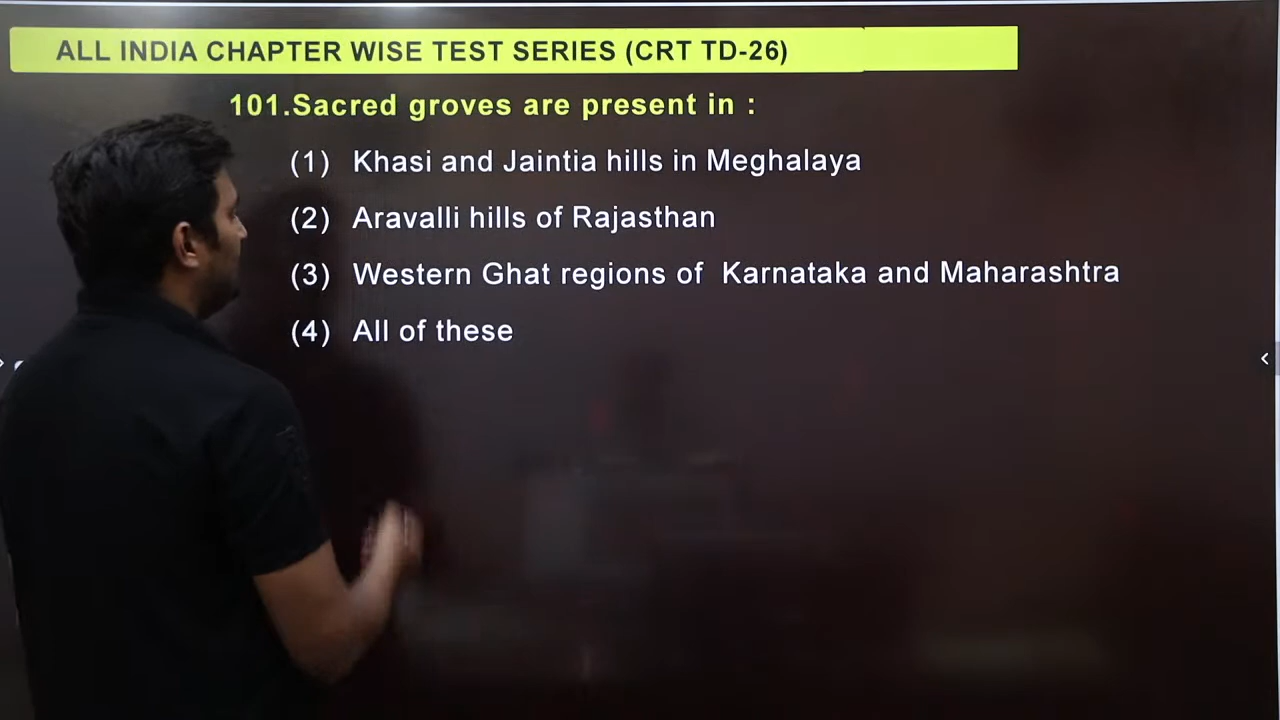 ALL INDIA CHAPTER WISE TEST SERIES (CRT TD-26)
101.Sacred groves are present in :
(1) Khasi and Jaintia hills in Meghalaya
(2) Aravalli hills of Rajasthan
(3) Western Ghat regions of Karnataka and Maharashtra
(4) All of these